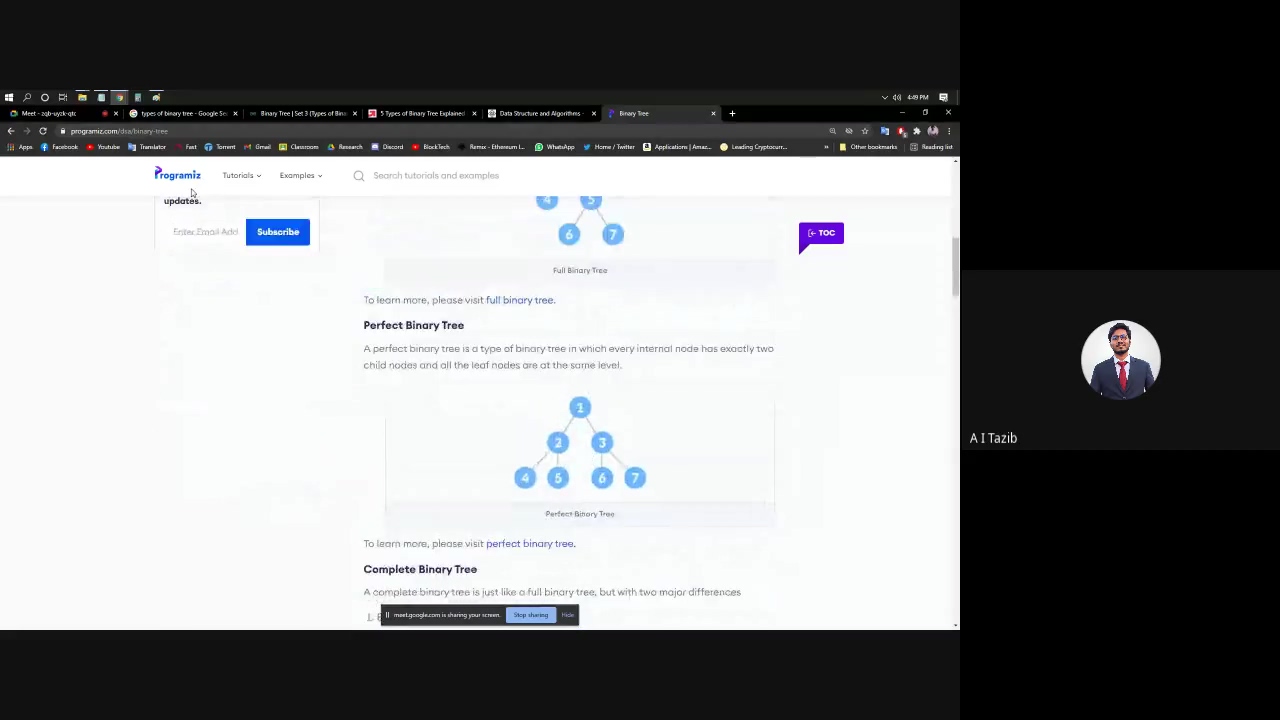 4:49 PM
Meet - zqb-uyzk-qtc
types of binary tree - Google Se
Binary Tree | Set 3 (Types of Bina
5 Types of Binary Tree Explained
Data Structure and Algorithms -
Binary Tree
programiz.com/dsa/binary-tree
Apps
Facebook
Youtube
Translator
Fast
Torrent
Gmail
Classroom
Research
Discord
BlockTech
Remix - Ethereum I...
WhatsApp
Home / Twitter
Applications | Amaz...
Leading Cryptocurr...
»
Other bookmarks
Reading list
Programiz
Tutorials
Examples
Search tutorials and examples
updates.
Enter Email Add
Subscribe
TOC
4 5
6 7
Full Binary Tree
To learn more, please visit full binary tree.
Perfect Binary Tree
A perfect binary tree is a type of binary tree in which every internal node has exactly two
child nodes and all the leaf nodes are at the same level.
1
2 3
4 5 6 7
Perfect Binary Tree
To learn more, please visit perfect binary tree.
Complete Binary Tree
A complete binary tree is just like a full binary tree, but with two major differences
1.
meet.google.com is sharing your screen.
Stop sharing
Hide
A I Tazib